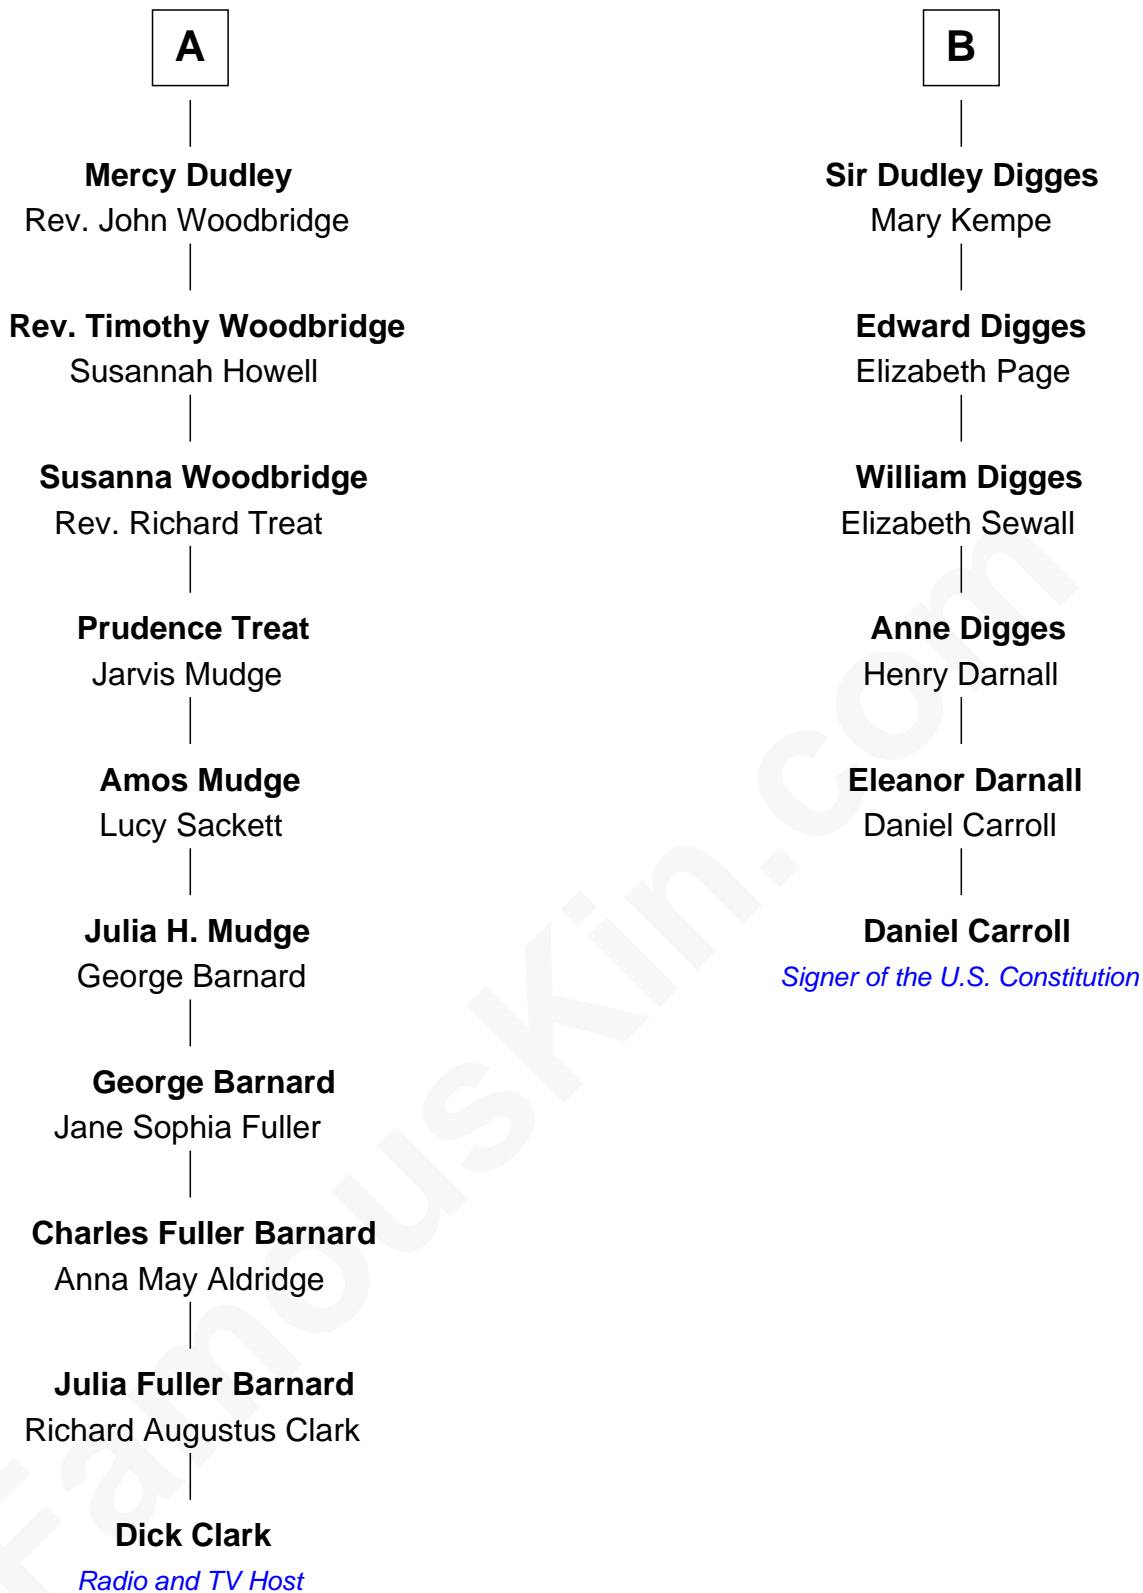 A
Mercy Dudley
Rev. John Woodbridge
Rev. Timothy Woodbridge
Susannah Howell
Susanna Woodbridge
Rev. Richard Treat
Prudence Treat
Jarvis Mudge
Amos Mudge
Lucy Sackett
Julia H. Mudge
George Barnard
George Barnard
Jane Sophia Fuller
Charles Fuller Barnard
Anna May Aldridge
Julia Fuller Barnard
Richard Augustus Clark
Dick Clark
Radio and TV Host
B
Sir Dudley Digges
Mary Kempe
Edward Digges
Elizabeth Page
William Digges
Elizabeth Sewall
Anne Digges
Henry Darnall
Eleanor Darnall
Daniel Carroll
Daniel Carroll
Signer of the U.S. Constitution
FamousKin.com